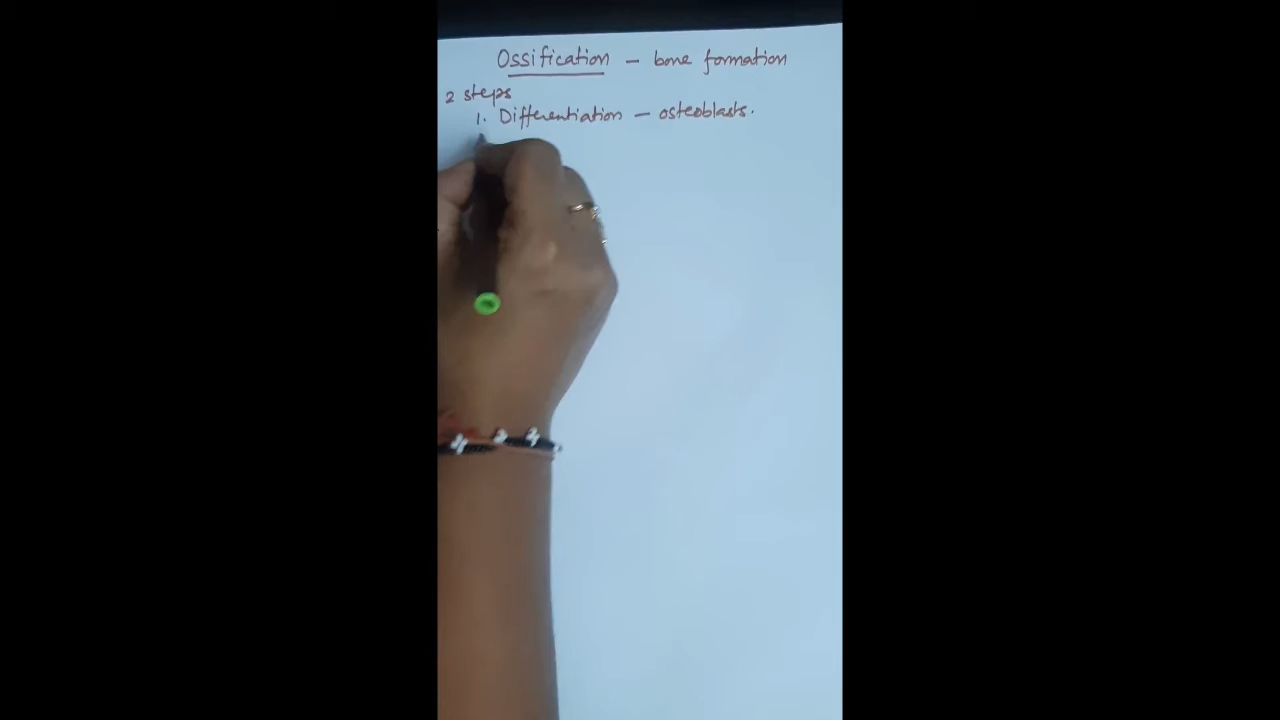 Ossification - bone formation
2 steps
1. Differentiation - osteoblasts.